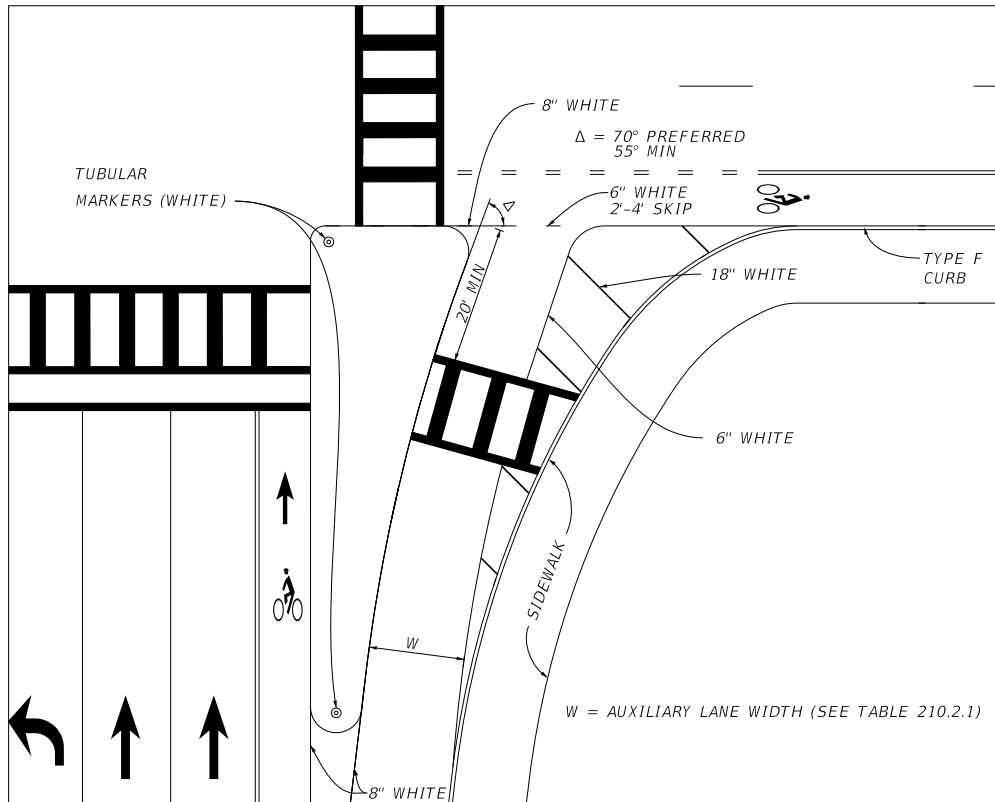 8" WHITE
Δ = 70° PREFERRED
55° MIN
TUBULAR
MARKERS (WHITE)
6" WHITE
2'-4' SKIP
Δ
20' MIN
18" WHITE
TYPE F
CURB
6" WHITE
SIDEWALK
W
W = AUXILIARY LANE WIDTH (SEE TABLE 210.2.1)
8" WHITE